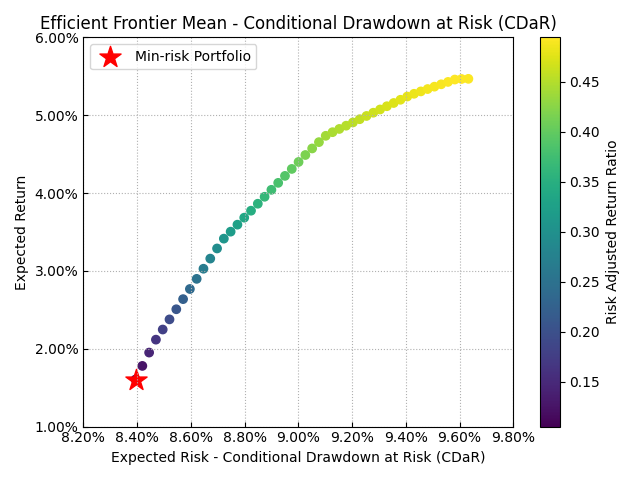 Efficient Frontier Mean - Conditional Drawdown at Risk (CDaR)
Min-risk Portfolio
6.00%
5.00%
4.00%
3.00%
2.00%
1.00%
Expected Return
8.20% 8.40% 8.60% 8.80% 9.00% 9.20% 9.40% 9.60% 9.80%
Expected Risk - Conditional Drawdown at Risk (CDaR)
0.45
0.40
0.35
0.30
0.25
0.20
0.15
Risk Adjusted Return Ratio